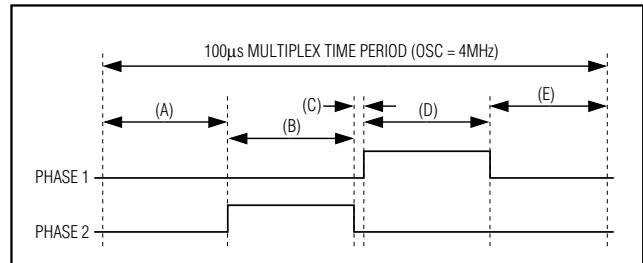 100μs MULTIPLEX TIME PERIOD (OSC = 4MHz)
(A)
(B)
(C)
(D)
(E)
PHASE 1
PHASE 2